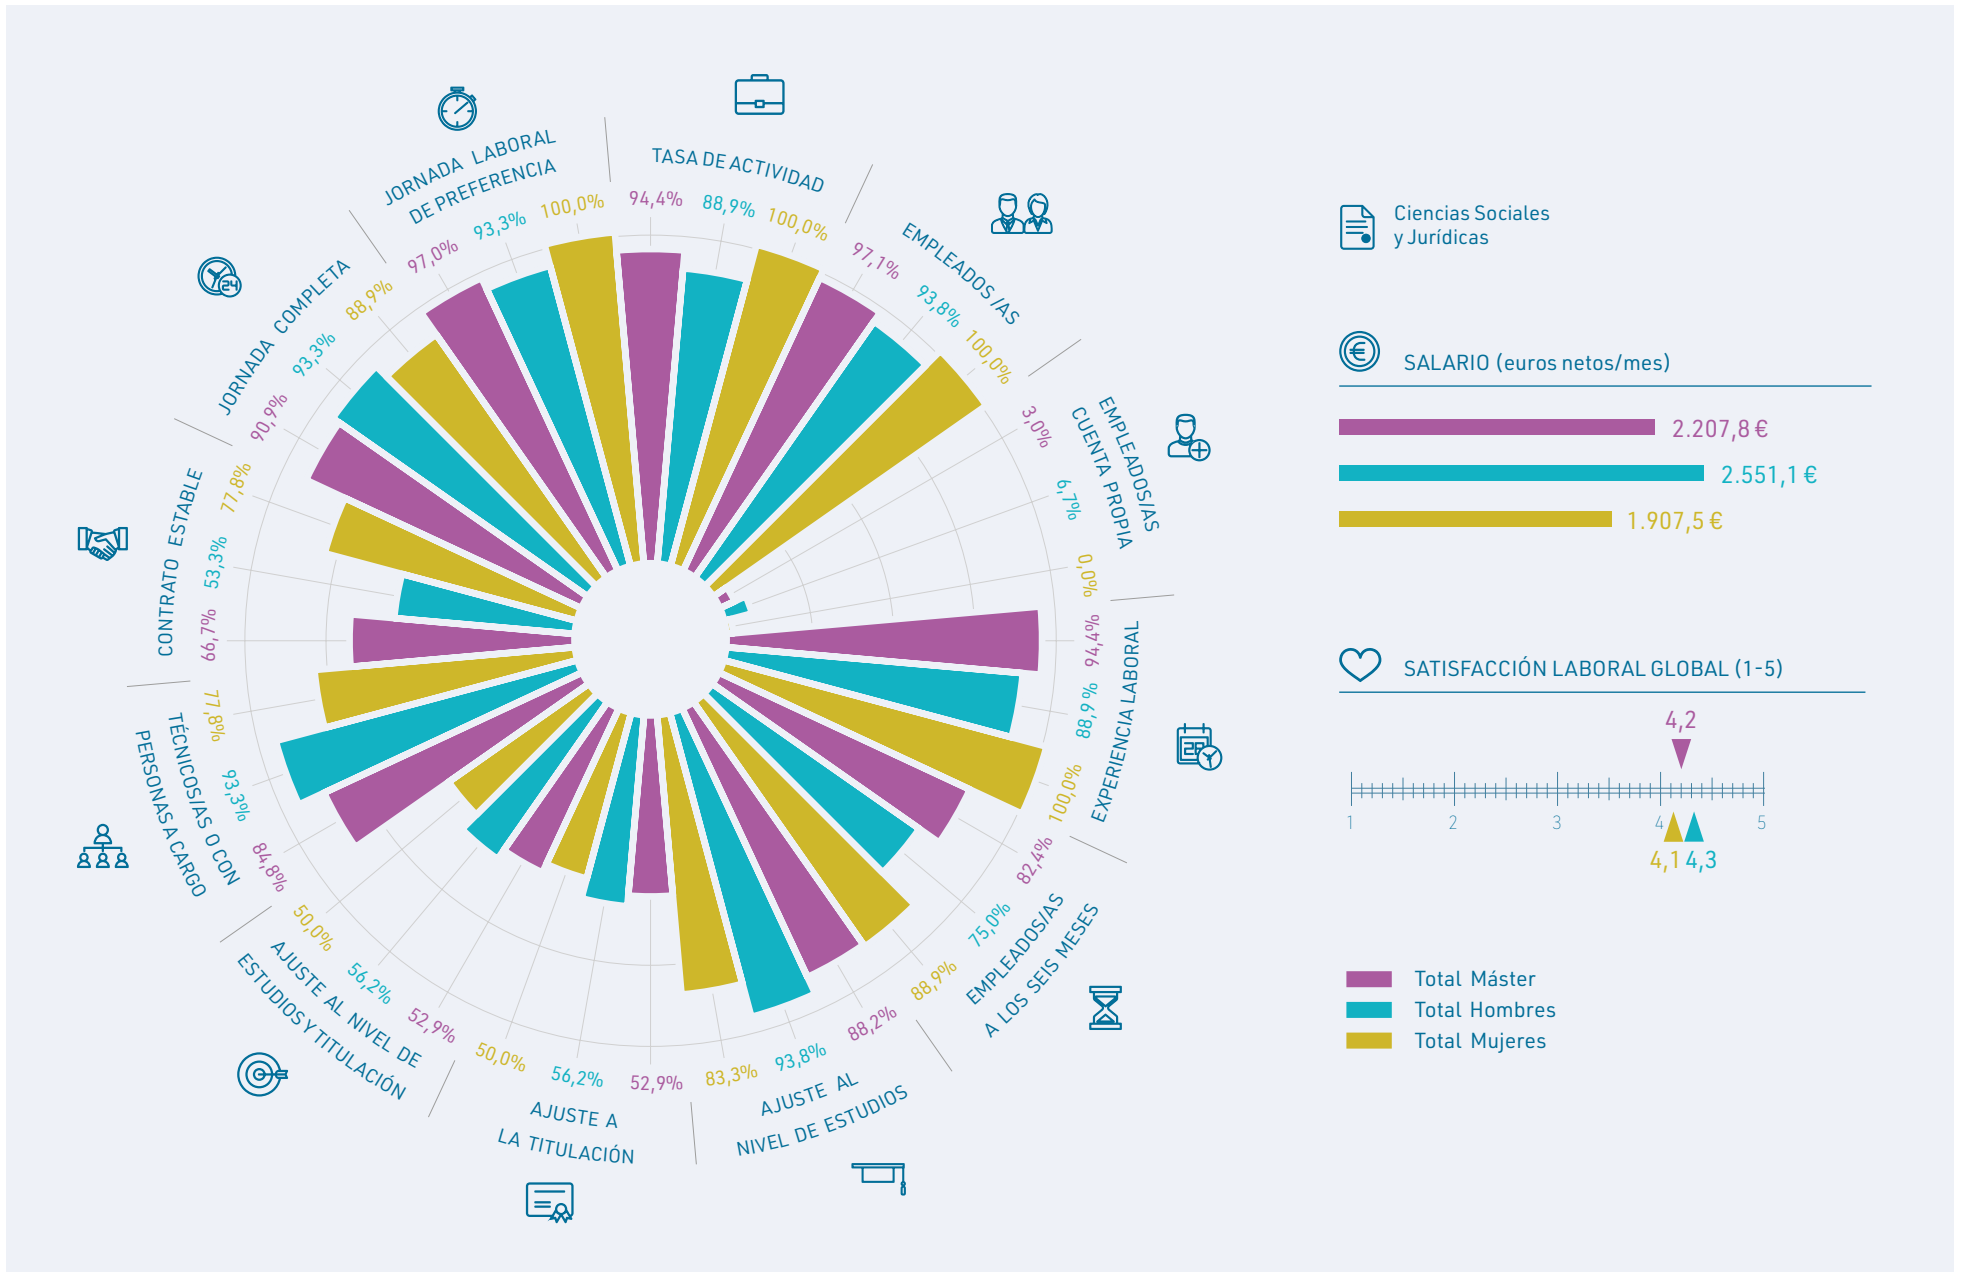 TASA DE ACTIVIDAD
94,4%
88,9%
100,0%
EMPLEADOS /AS
97,1%
93,8%
100,0%
EMPLEADOS/AS
CUENTA PROPIA
3,0%
6,7%
0,0%
EXPERIENCIA LABORAL
94,4%
88,9 %
100,0%
EMPLEADOS/AS
A LOS SEIS MESES
82,4%
75,0%
88,9%
AJUSTE AL
NIVEL DE ESTUDIOS
88,2%
93,8%
83,3%
AJUSTE A
LA TITULACIÓN
52,9%
56,2%
50,0%
AJUSTE AL NIVEL DE
ESTUDIOS Y TITULACIÓN
52,9%
56,2%
50,0%
TÉCNICOS/AS O CON
PERSONAS A CARGO
84,8%
93,3%
77,8%
CONTRATO ESTABLE
66,7%
53,3%
77,8%
JORNADA COMPLETA
90,9%
93,3%
88,9%
JORNADA LABORAL
DE PREFERENCIA
97,0%
93,3%
100,0%
24
Ciencias Sociales
y Jurídicas
SALARIO (euros netos/mes)
€
2.207,8 €
2.551,1 €
1.907,5 €
SATISFACCIÓN LABORAL GLOBAL (1-5)
4,2
1 2 3 4 5
4,1 4,3
Total Máster
Total Hombres
Total Mujeres